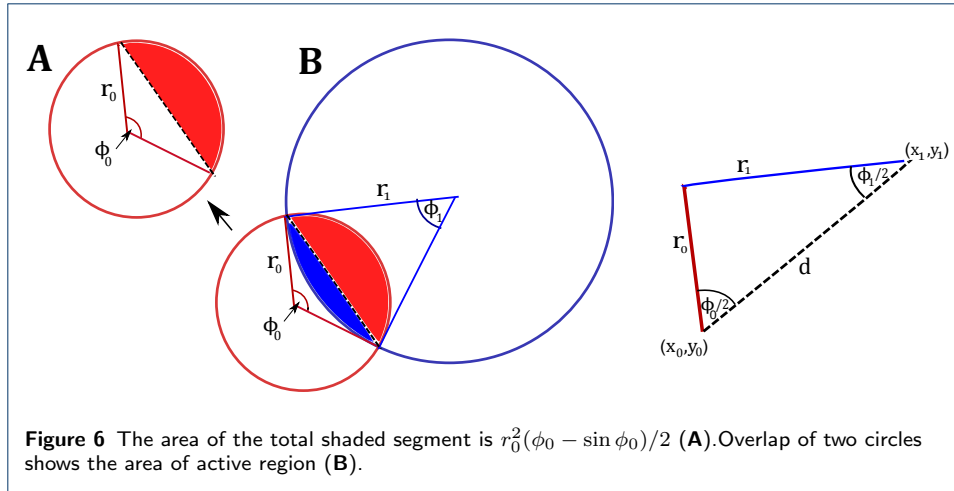 A
B
r₀
ϕ₀
r₁
ϕ₁
r₀
ϕ₀
(x₁,y₁)
r₁
ϕ₁/2
r₀
d
ϕ₀/2
(x₀,y₀)
Figure 6 The area of the total shaded segment is r₀²(ϕ₀ − sin ϕ₀)/2 (A).Overlap of two circles
shows the area of active region (B).